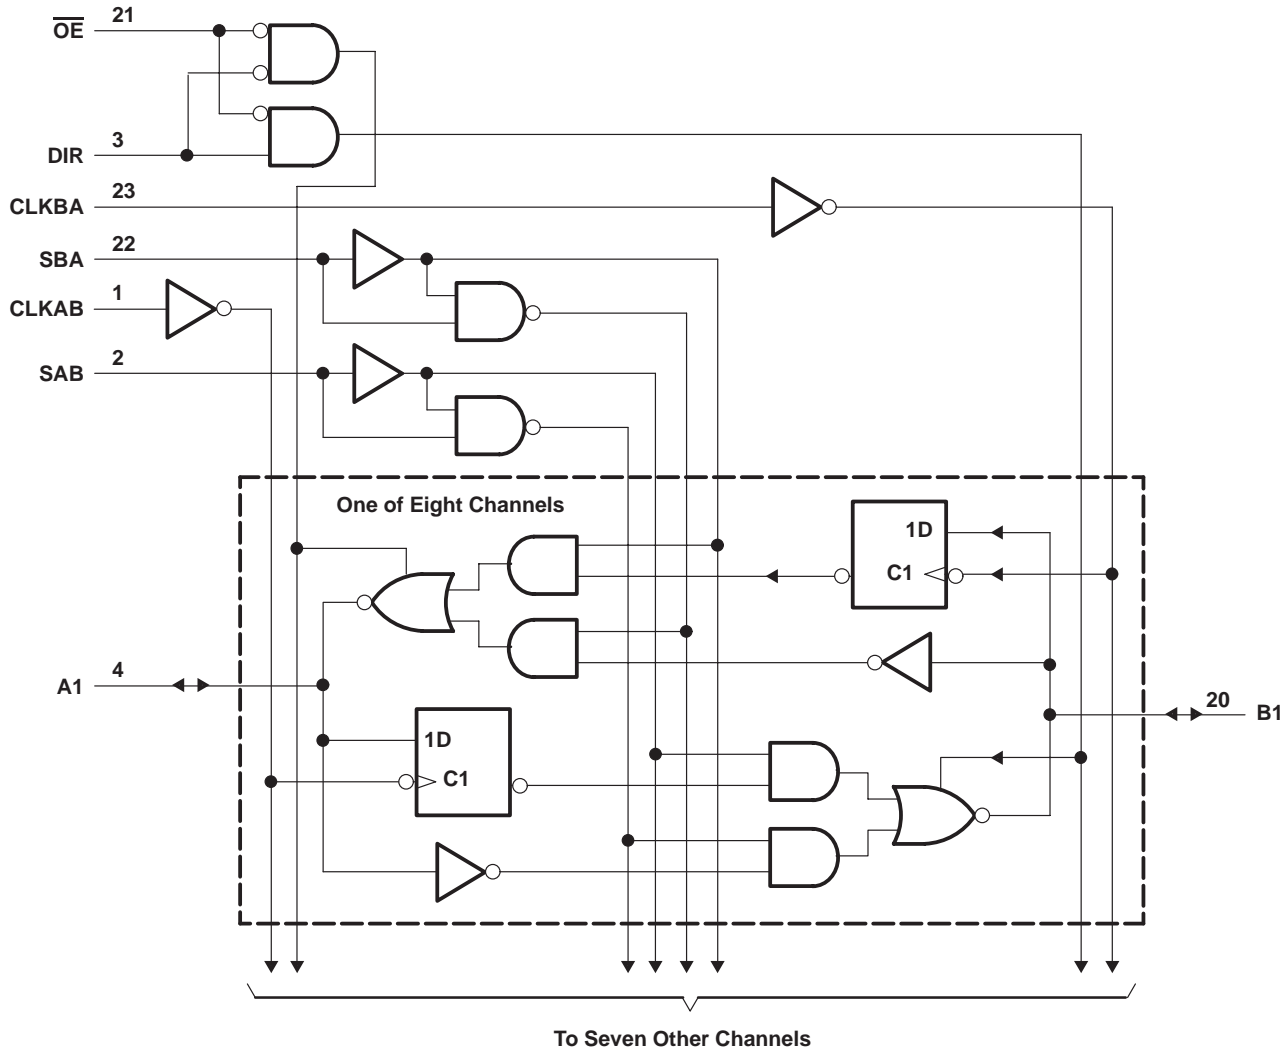 OE 21
DIR 3
CLKBA 23
SBA 22
CLKAB 1
SAB 2
One of Eight Channels
1D
C1
A1 4
20 B1
1D
C1
To Seven Other Channels